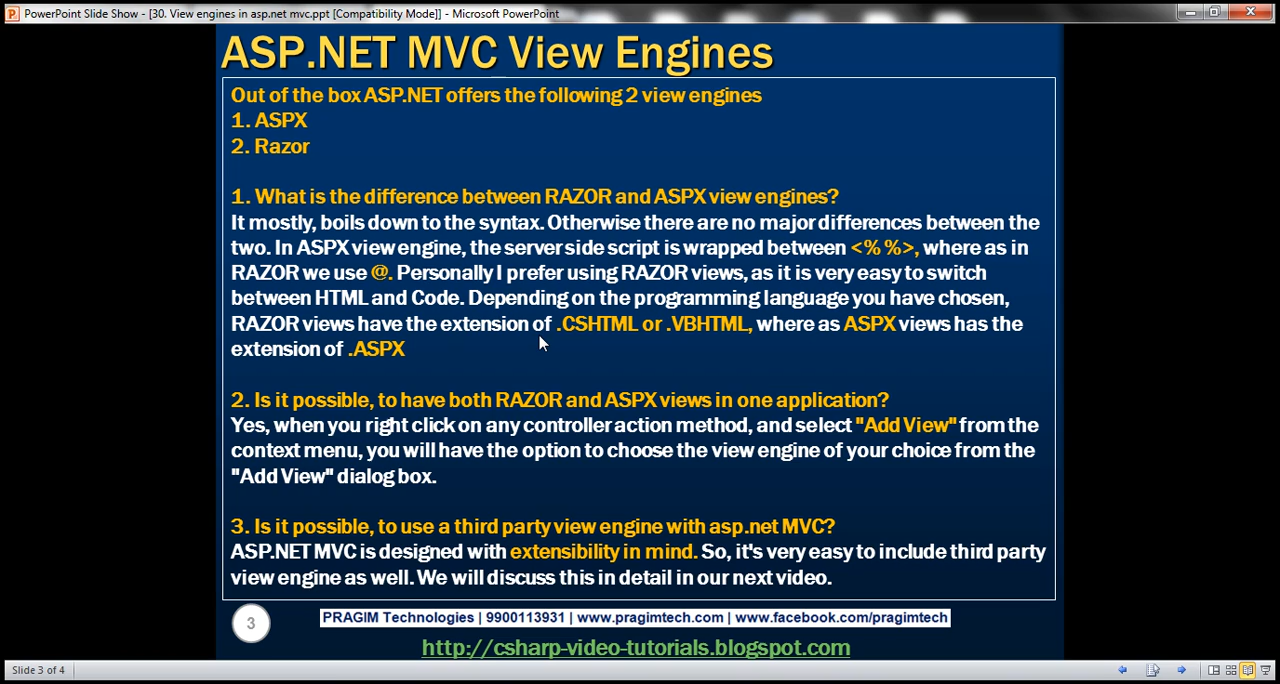 PowerPoint Slide Show - [30. View engines in asp.net mvc.ppt [Compatibility Mode]] - Microsoft PowerPoint
ASP.NET MVC View Engines
Out of the box ASP.NET offers the following 2 view engines
1. ASPX
2. Razor
1. What is the difference between RAZOR and ASPX view engines?
It mostly, boils down to the syntax. Otherwise there are no major differences between the
two. In ASPX view engine, the server side script is wrapped between <% %>, where as in
RAZOR we use @. Personally I prefer using RAZOR views, as it is very easy to switch
between HTML and Code. Depending on the programming language you have chosen,
RAZOR views have the extension of .CSHTML or .VBHTML, where as ASPX views has the
extension of .ASPX
2. Is it possible, to have both RAZOR and ASPX views in one application?
Yes, when you right click on any controller action method, and select "Add View" from the
context menu, you will have the option to choose the view engine of your choice from the
"Add View" dialog box.
3. Is it possible, to use a third party view engine with asp.net MVC?
ASP.NET MVC is designed with extensibility in mind. So, it's very easy to include third party
view engine as well. We will discuss this in detail in our next video.
3
PRAGIM Technologies | 9900113931 | www.pragimtech.com | www.facebook.com/pragimtech
http://csharp-video-tutorials.blogspot.com
Slide 3 of 4